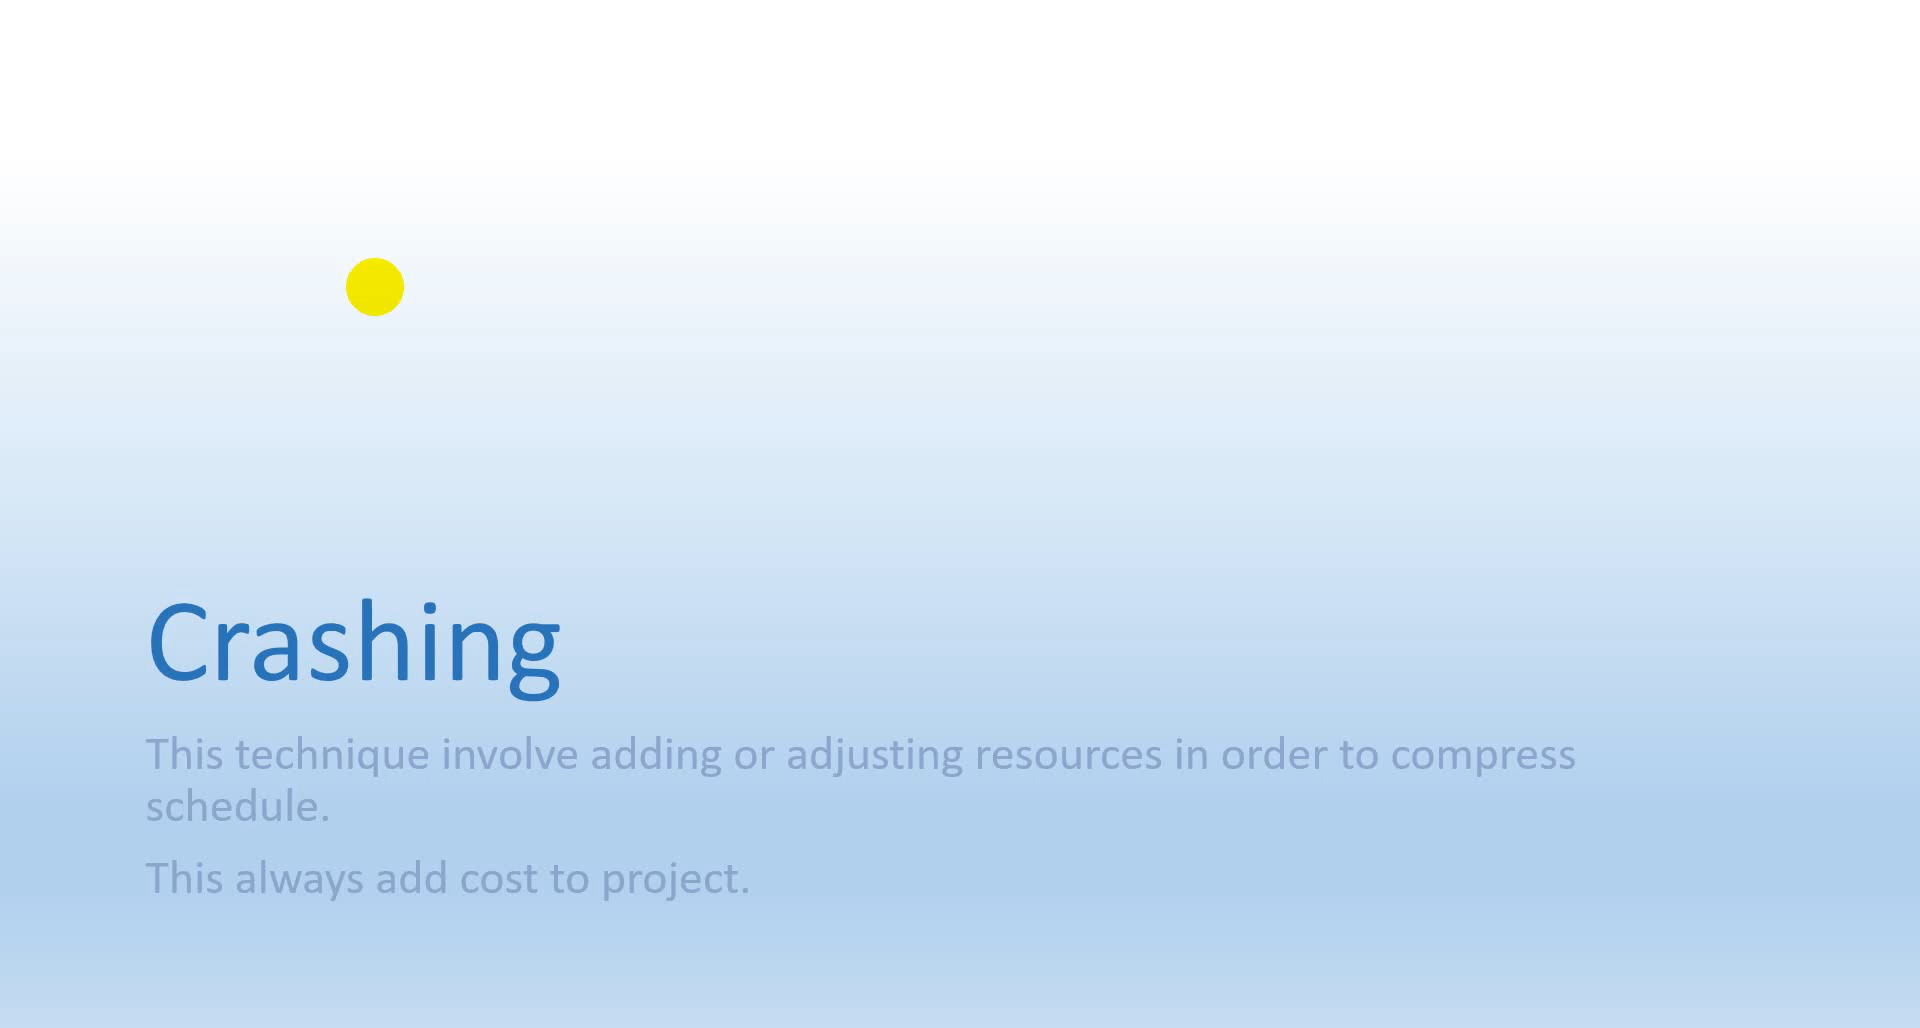 Crashing
This technique involve adding or adjusting resources in order to compress
schedule.
This always add cost to project.